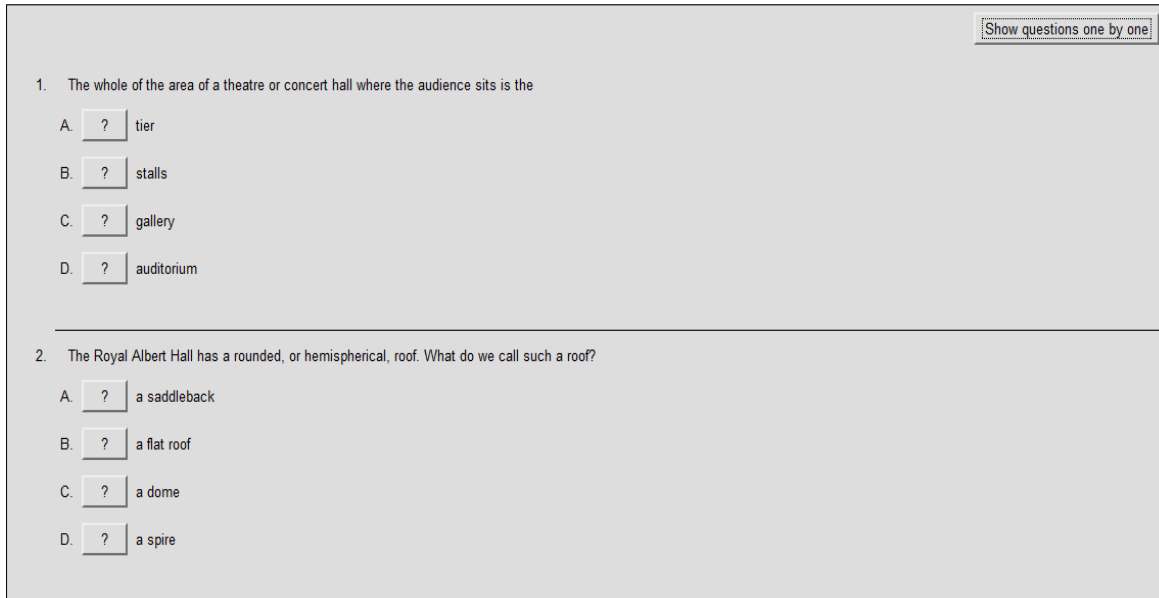 Show questions one by one
1. The whole of the area of a theatre or concert hall where the audience sits is the
A. ? tier
B. ? stalls
C. ? gallery
D. ? auditorium
2. The Royal Albert Hall has a rounded, or hemispherical, roof. What do we call such a roof?
A. ? a saddleback
B. ? a flat roof
C. ? a dome
D. ? a spire